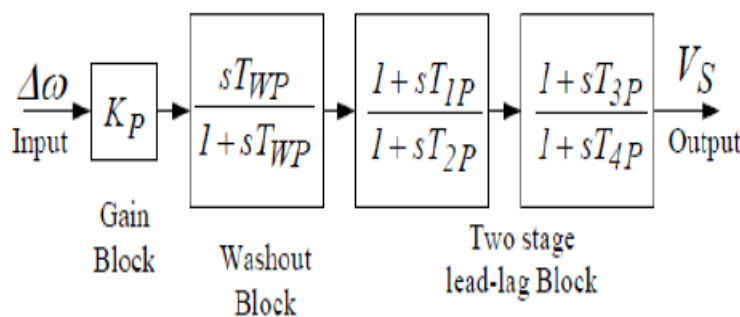 Δω
Input
K_P
sT_WP
1+sT_WP
1+sT_1P
1+sT_2P
1+sT_3P
1+sT_4P
V_S
Output
Gain
Block
Washout
Block
Two stage
lead-lag Block